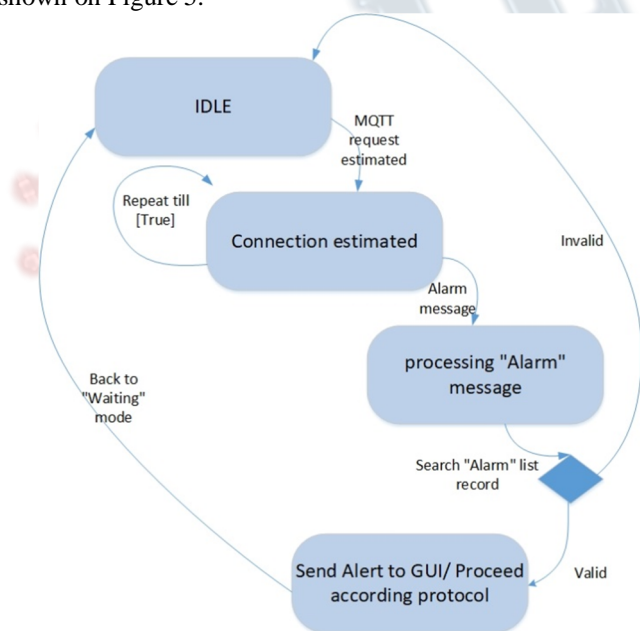 shown on Figure 3.
IDLE
MQTT
request
estimated
Repeat till
[True]
Connection estimated
Invalid
Alarm
message
processing "Alarm"
message
Back to
"Waiting"
mode
Search "Alarm" list
record
Send Alert to GUI/ Proceed
according protocol
Valid